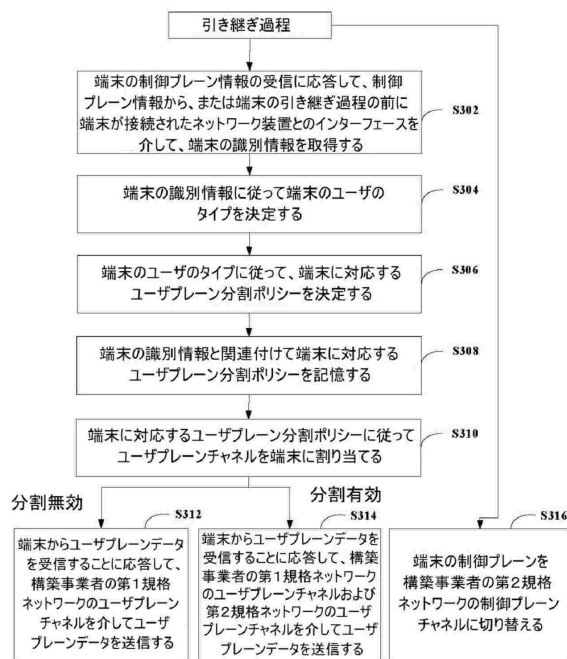 引き継ぎ過程
端末の制御プレーン情報の受信に応答して、制御
プレーン情報から、または端末の引き継ぎ過程の前に
端末が接続されたネットワーク装置とのインターフェースを
介して、端末の識別情報を取得する
S302
端末の識別情報に従って端末のユーザの
タイプを決定する
S304
端末のユーザのタイプに従って、端末に対応する
ユーザプレーン分割ポリシーを決定する
S306
端末の識別情報と関連付けて端末に対応する
ユーザプレーン分割ポリシーを記憶する
S308
端末に対応するユーザプレーン分割ポリシーに従って
ユーザプレーンチャネルを端末に割り当てる
S310
分割無効
S312
端末からユーザプレーンデータ
を受信することに応答して、
構築事業者の第1規格
ネットワークのユーザプレーン
チャネルを介してユーザ
プレーンデータを送信する
分割有効
S314
端末からユーザプレーンデータを
受信することに応答して、構築
事業者の第1規格ネットワーク
のユーザプレーンチャネルおよび
第2規格ネットワークのユーザ
プレーンチャネルを介してユーザ
プレーンデータを送信する
S316
端末の制御プレーンを
構築事業者の第2規格
ネットワークの制御プレーン
チャネルに切り替える